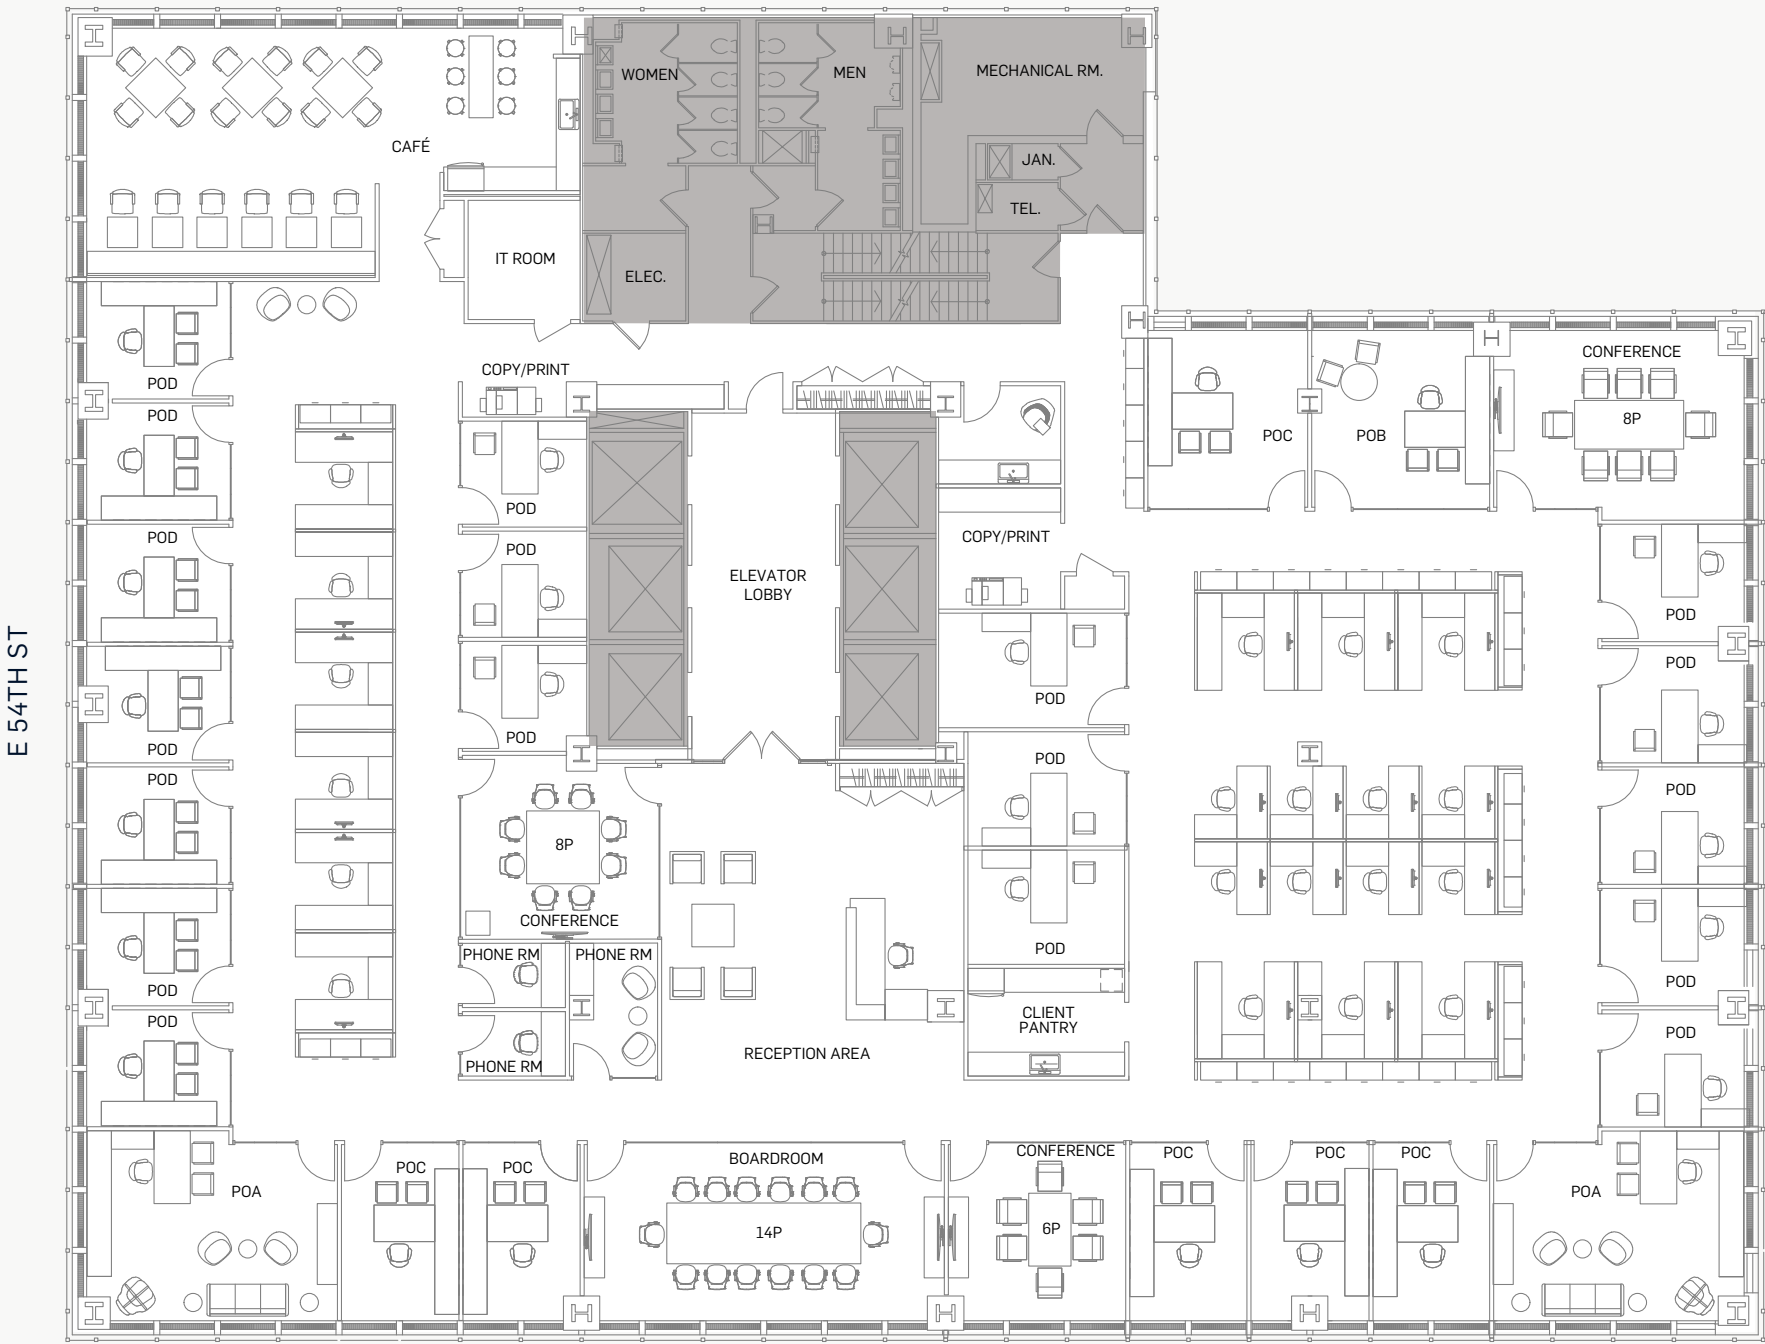 WOMEN
MEN
MECHANICAL RM.
CAFÉ
JAN.
TEL.
IT ROOM
ELEC.
CONFERENCE
8P
COPY/PRINT
POC
POB
POD
POD
POD
POD
POD
POD
POD
POD
POD
POD
COPY/PRINT
ELEVATOR
LOBBY
E 54TH ST
POD
POD
POD
POD
POD
POD
POD
POD
8P
CONFERENCE
PHONE RM
PHONE RM
PHONE RM
CLIENT
PANTRY
RECEPTION AREA
POA
POC
POC
BOARDROOM
14P
CONFERENCE
6P
POC
POC
POC
POA